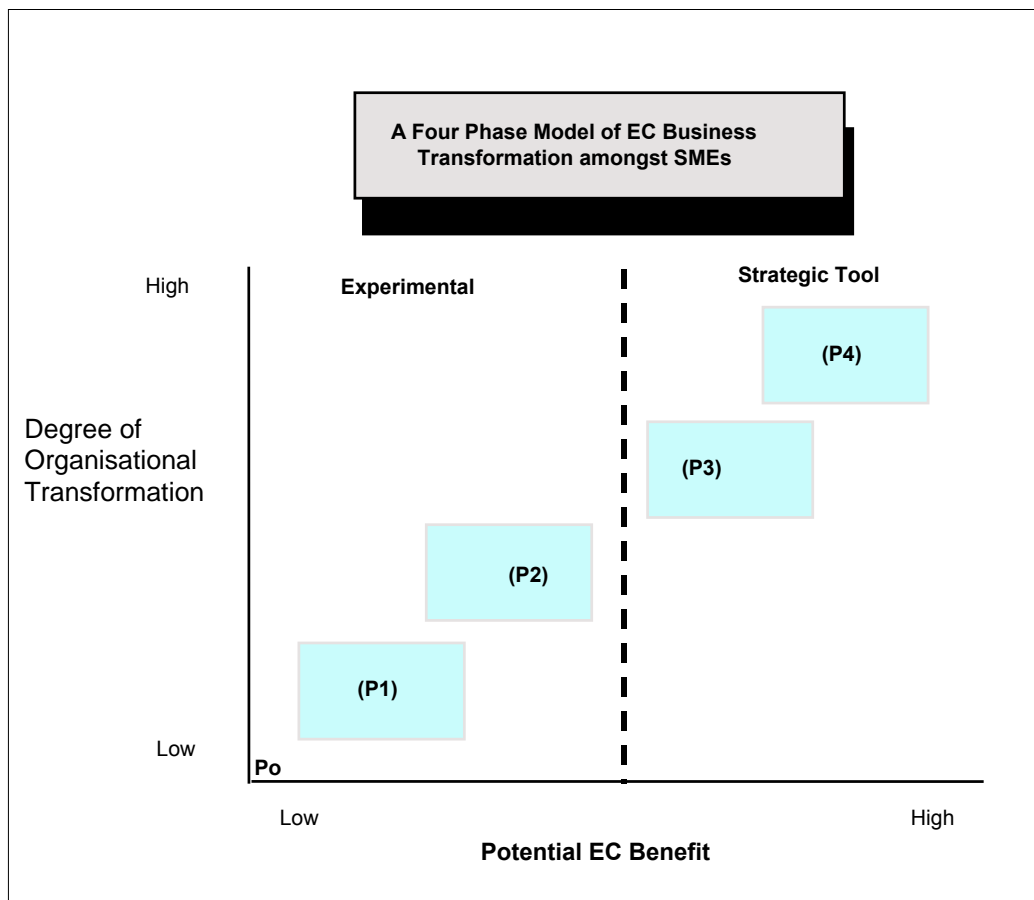 A Four Phase Model of EC Business
Transformation amongst SMEs
High
Experimental
Strategic Tool
(P4)
Degree of
Organisational
Transformation
(P3)
(P2)
(P1)
Low
Po
Low
High
Potential EC Benefit